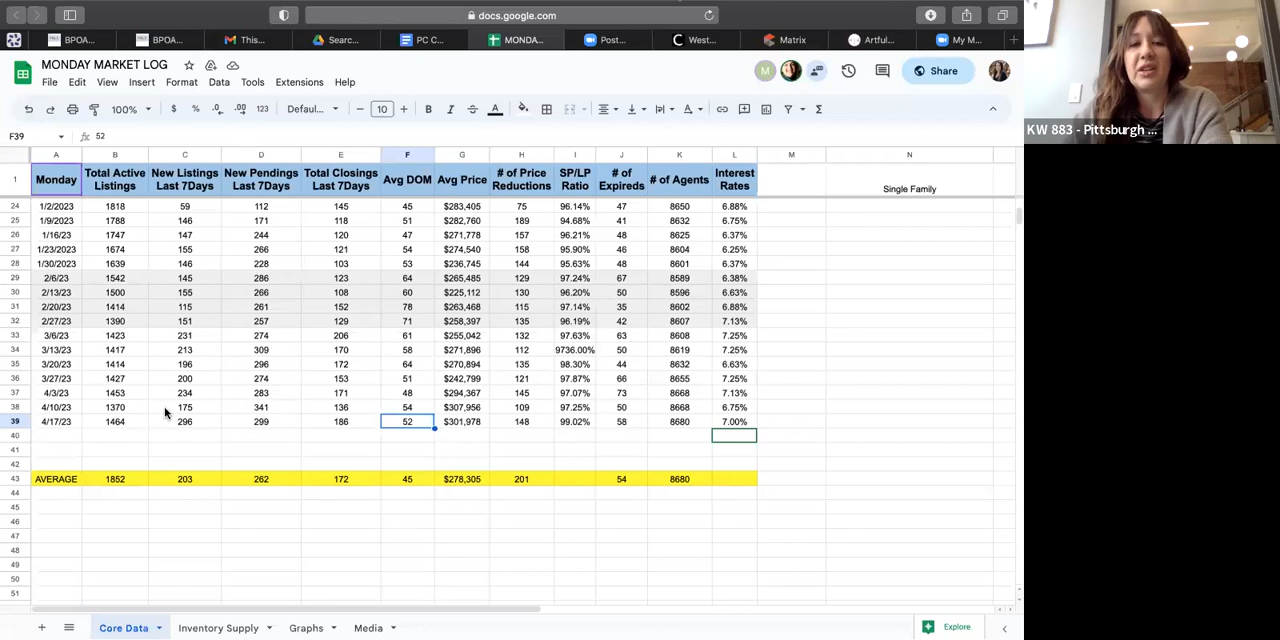 docs.google.com
BPOA...
BPOA...
This...
Searc...
PC C...
MONDA...
Post...
West...
Matrix
Artful...
My M...
MONDAY MARKET LOG
File Edit View Insert Format Data Tools Extensions Help
M
Share
100% $ % .0 .00 123 Defaul... 10 B I S A
F39 fx 52
A B C D E F G H I J K L M N
1 Monday Total Active Listings New Listings Last 7Days New Pendings Last 7Days Total Closings Last 7Days Avg DOM Avg Price # of Price Reductions SP/LP Ratio # of Expireds # of Agents Interest Rates Single Family
24 1/2/2023 1818 59 112 145 45 $283,405 75 96.14% 47 8650 6.88%
25 1/9/2023 1788 146 171 118 51 $282,760 189 94.68% 41 8632 6.75%
26 1/16/23 1747 147 244 120 47 $271,778 157 96.21% 48 8625 6.37%
27 1/23/2023 1674 155 266 121 54 $274,540 158 95.90% 46 8604 6.25%
28 1/30/2023 1639 146 228 103 53 $236,745 144 95.63% 48 8601 6.37%
29 2/6/23 1542 145 286 123 64 $265,485 130 97.24% 67 8589 6.38%
30 2/13/23 1500 155 266 108 60 $225,112 130 96.20% 50 8596 6.63%
31 2/20/23 1414 115 261 152 78 $263,468 115 97.14% 35 8602 6.88%
32 2/27/23 1390 151 257 129 71 $258,397 135 96.19% 42 8607 7.13%
33 3/6/23 1423 231 274 206 61 $255,042 132 97.63% 63 8608 7.25%
34 3/13/23 1417 213 309 170 58 $271,896 112 9736.00% 50 8619 7.25%
35 3/20/23 1414 196 296 172 64 $270,894 135 98.30% 44 8632 6.63%
36 3/27/23 1427 200 274 153 51 $242,799 121 97.87% 66 8655 7.25%
37 4/3/23 1453 234 283 171 48 $294,367 145 97.07% 73 8668 7.13%
38 4/10/23 1370 175 341 136 54 $307,956 109 97.25% 50 8668 6.75%
39 4/17/23 1464 296 299 186 52 $301,978 148 99.02% 58 8680 7.00%
40
41
42
43 AVERAGE 1852 203 262 172 45 $278,305 201 54 8680
44
45
46
47
48
49
50
51
Core Data Inventory Supply Graphs Media Explore
KW 883 - Pittsburgh ...